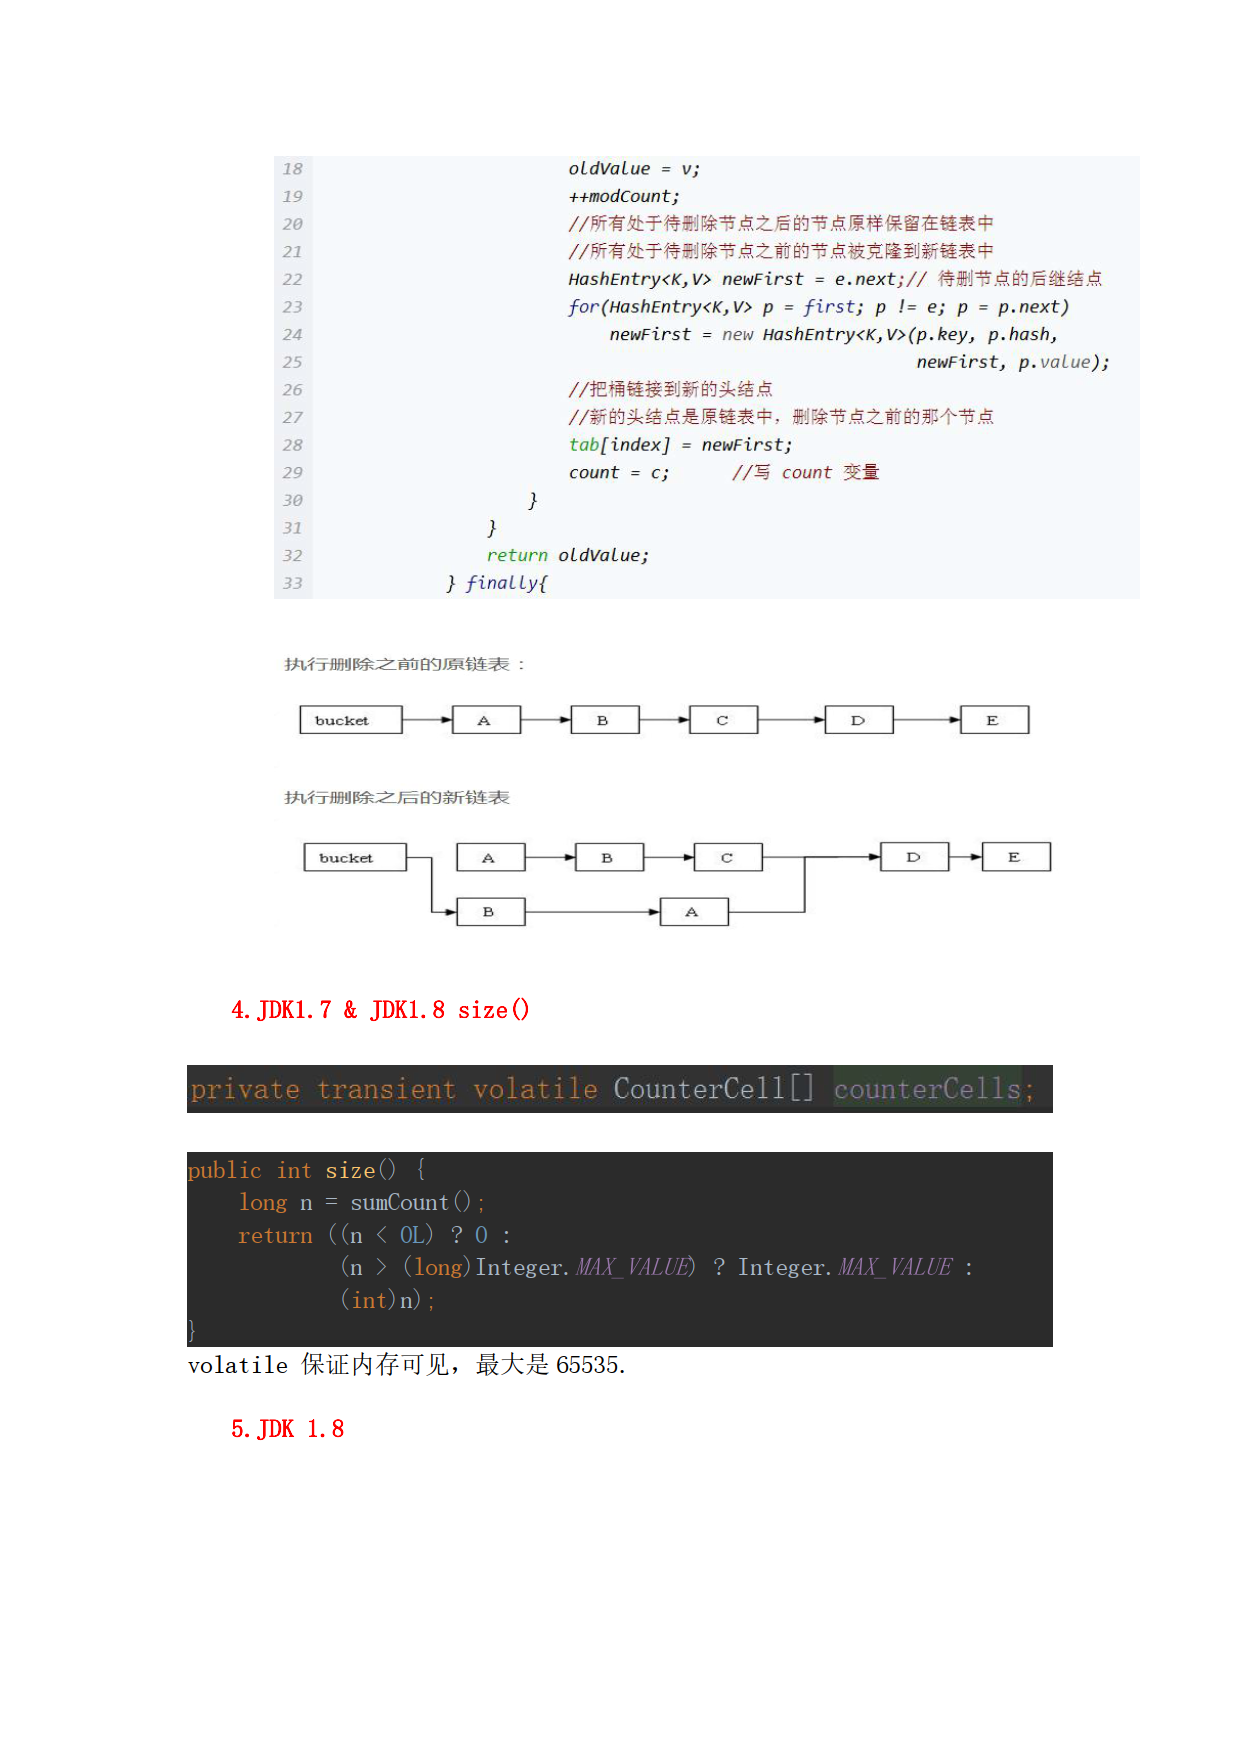 18 oldValue = v;
19 ++modCount;
20 //所有处于待删除节点之后的节点原样保留在链表中
21 //所有处于待删除节点之前的节点被克隆到新链表中
22 HashEntry<K,V> newFirst = e.next;// 待删节点的后继结点
23 for(HashEntry<K,V> p = first; p != e; p = p.next)
24 newFirst = new HashEntry<K,V>(p.key, p.hash,
25 newFirst, p.value);
26 //把桶链接到新的头结点
27 //新的头结点是原链表中，删除节点之前的那个节点
28 tab[index] = newFirst;
29 count = c; //写 count 变量
30 }
31 }
32 return oldValue;
33 } finally{
执行删除之前的原链表：
bucket A B C D E
执行删除之后的新链表
bucket A B C D E
B A
4.JDK1.7 & JDK1.8 size()
private transient volatile CounterCell[] counterCells;
public int size() {
long n = sumCount();
return ((n < 0L) ? 0 :
(n > (long)Integer.MAX_VALUE) ? Integer.MAX_VALUE :
(int)n);
}
volatile 保证内存可见，最大是 65535.
5.JDK 1.8